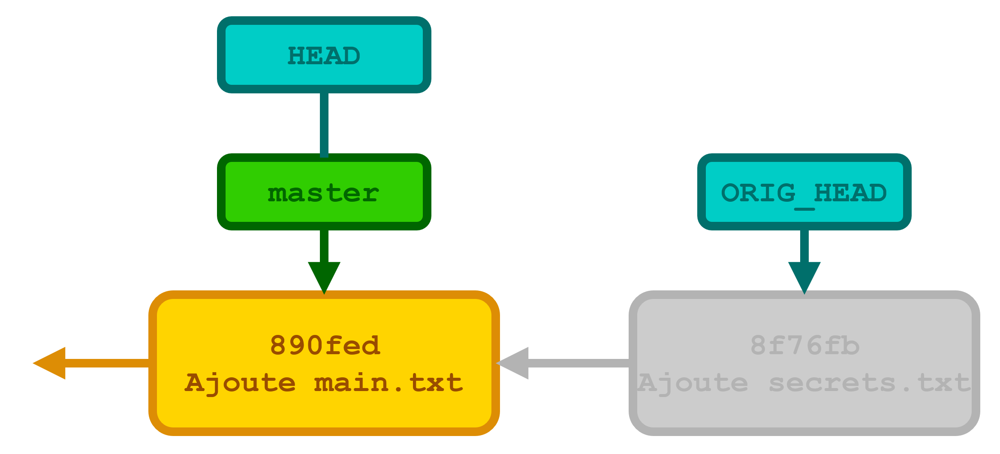 HEAD
master
ORIG_HEAD
890fed
Ajoute main.txt
8f76fb
Ajoute secrets.txt